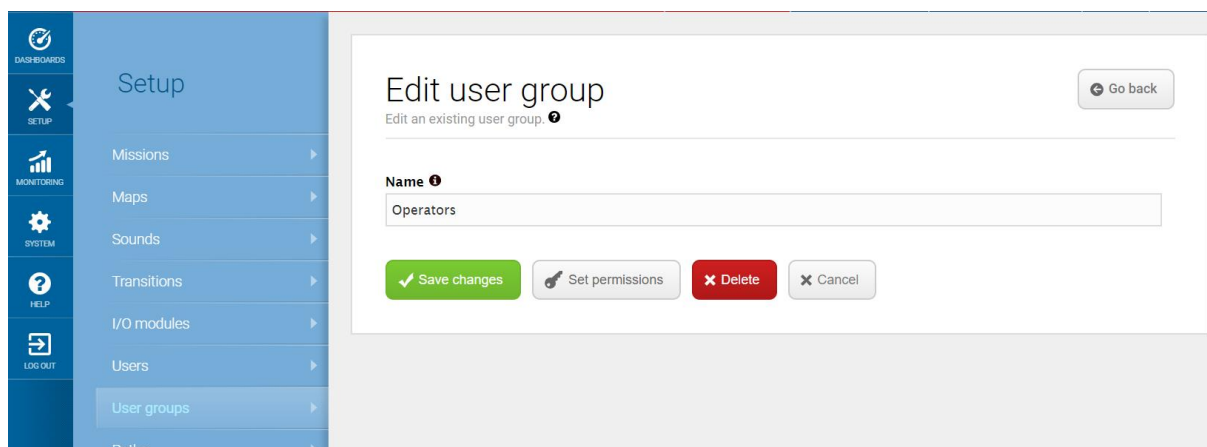 DASHBOARDS
SETUP
MONITORING
SYSTEM
HELP
LOG OUT
Setup
Missions
Maps
Sounds
Transitions
I/O modules
Users
User groups
Edit user group
Go back
Edit an existing user group.
Name
Operators
Save changes
Set permissions
Delete
Cancel